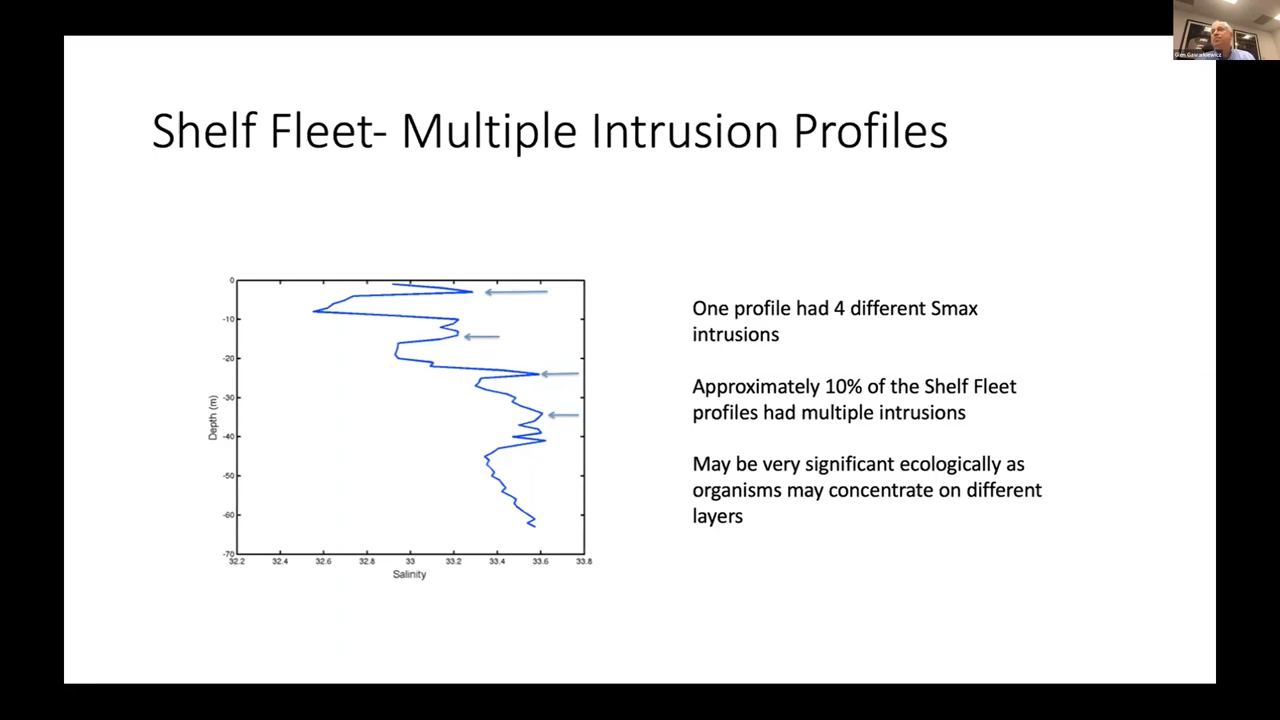 Glen Gawarkiewicz
Shelf Fleet- Multiple Intrusion Profiles
One profile had 4 different Smax
intrusions
Approximately 10% of the Shelf Fleet
profiles had multiple intrusions
May be very significant ecologically as
organisms may concentrate on different
layers
Depth (m)
0
-10
-20
-30
-40
-50
-60
-70
32.2 32.4 32.6 32.8 33 33.2 33.4 33.6 33.8
Salinity